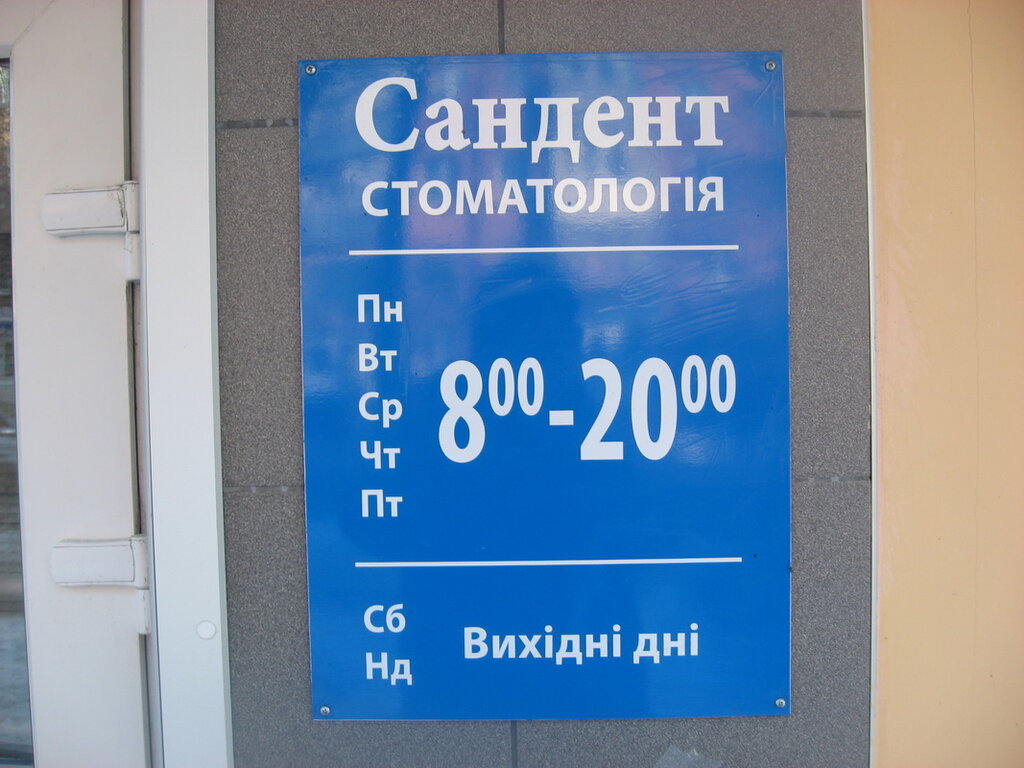 Сандент
СТОМАТОЛОГІЯ
Пн
Вт
Ср
Чт
Пт
8⁰⁰-20⁰⁰
Сб
Нд
Вихідні дні